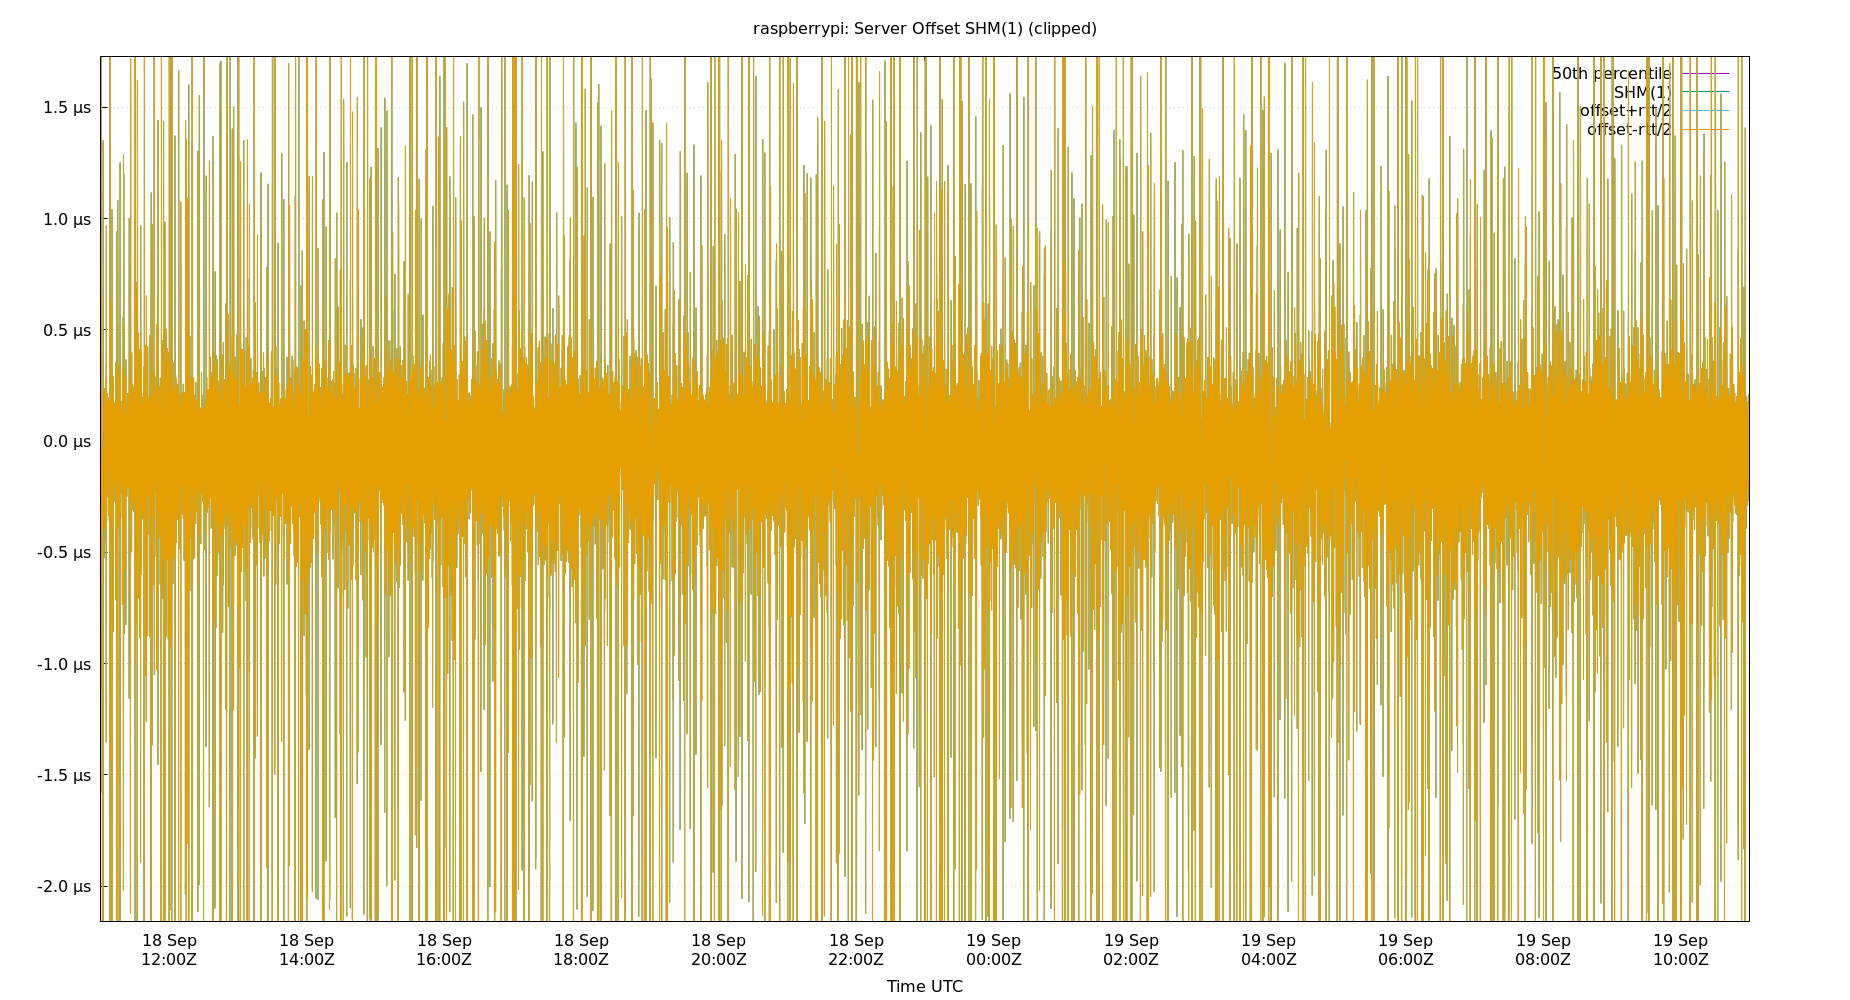 raspberrypi: Server Offset SHM(1) (clipped)
50th percentile
SHM(1)
offset+rtt/2
offset-rtt/2
1.5 µs
1.0 µs
0.5 µs
0.0 µs
-0.5 µs
-1.0 µs
-1.5 µs
-2.0 µs
18 Sep 18 Sep 18 Sep 18 Sep 18 Sep 18 Sep 19 Sep 19 Sep 19 Sep 19 Sep 19 Sep 19 Sep
12:00Z 14:00Z 16:00Z 18:00Z 20:00Z 22:00Z 00:00Z 02:00Z 04:00Z 06:00Z 08:00Z 10:00Z
Time UTC